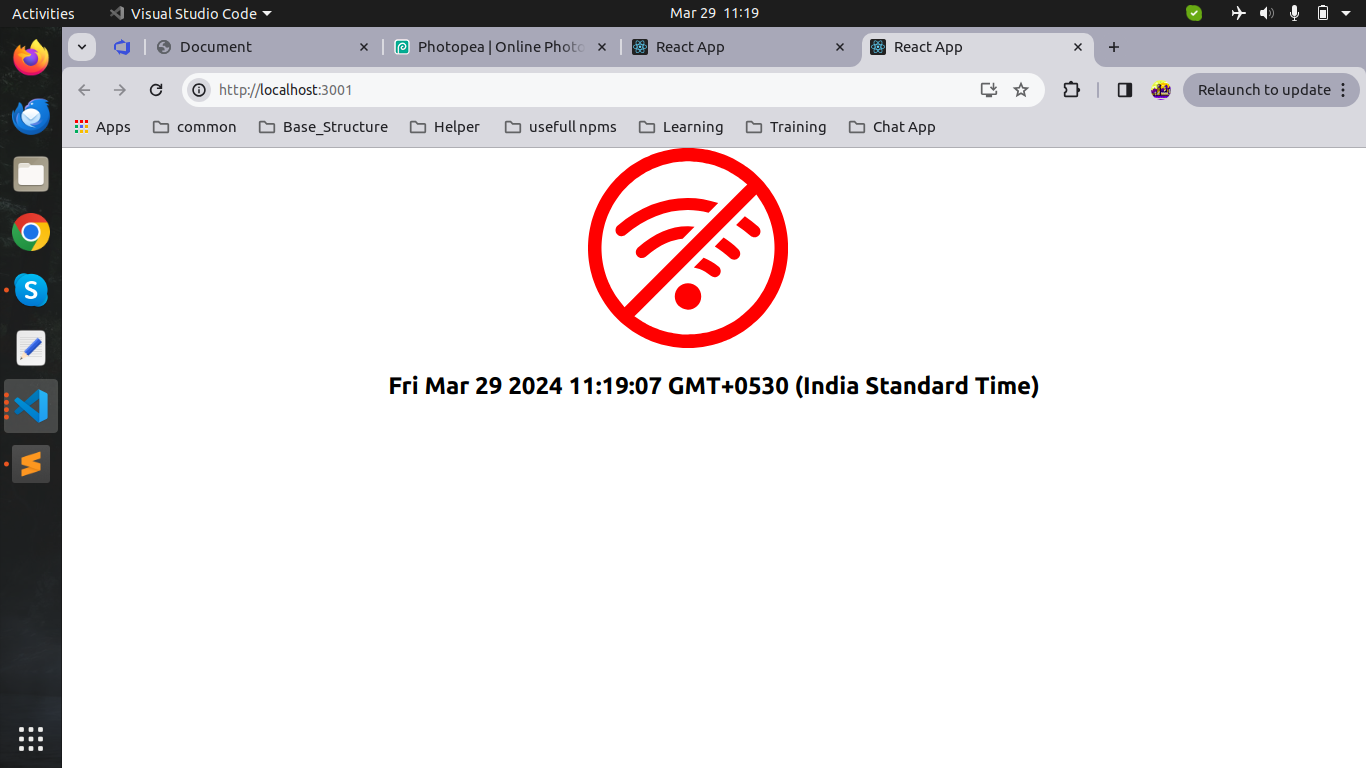 Activities Visual Studio Code Mar 29 11:19
Document Photopea | Online Photo React App React App
http://localhost:3001 Relaunch to update
Apps common Base_Structure Helper usefull npms Learning Training Chat App
Fri Mar 29 2024 11:19:07 GMT+0530 (India Standard Time)